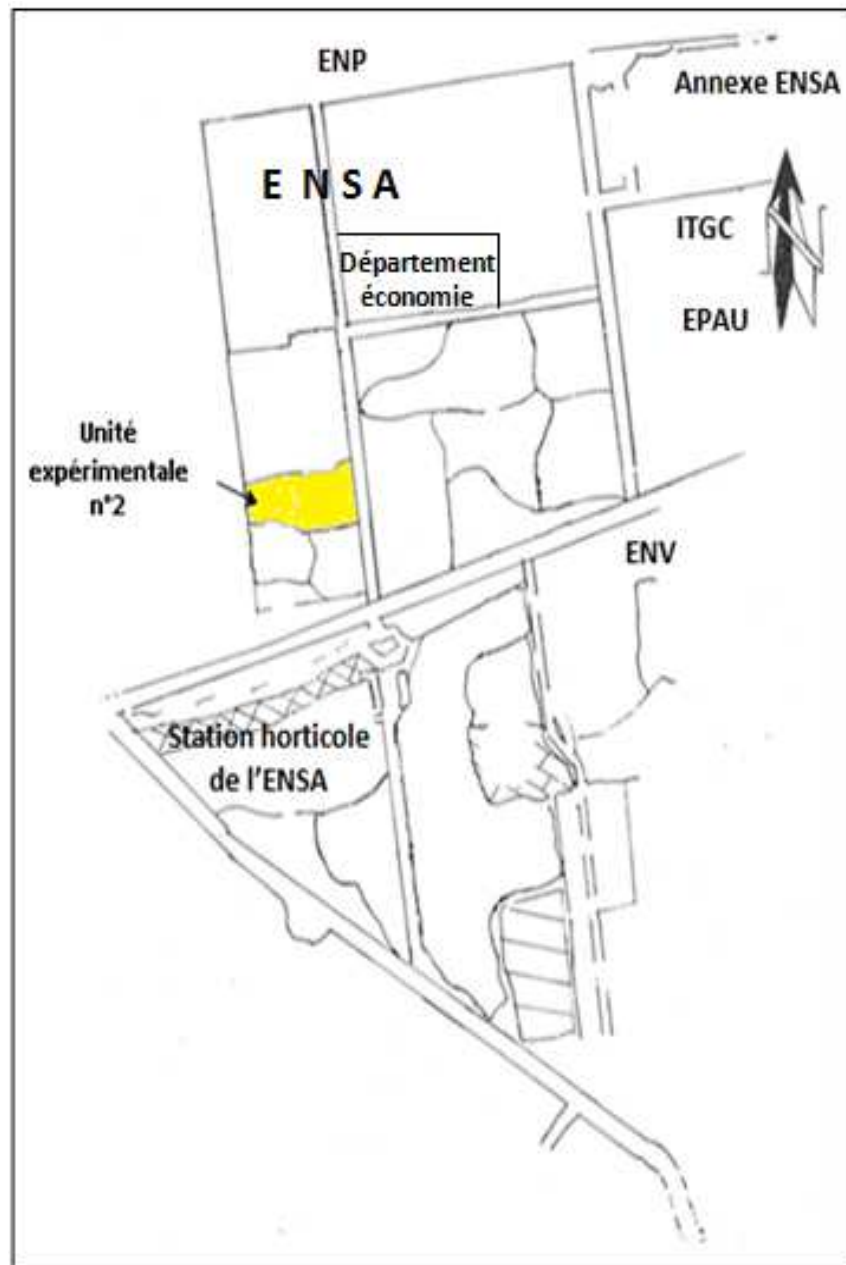 ENP
Annexe ENSA
E N S A
ITGC
Département
économie
EPAU
Unité
expérimentale
n°2
ENV
Station horticole
de l'ENSA
N